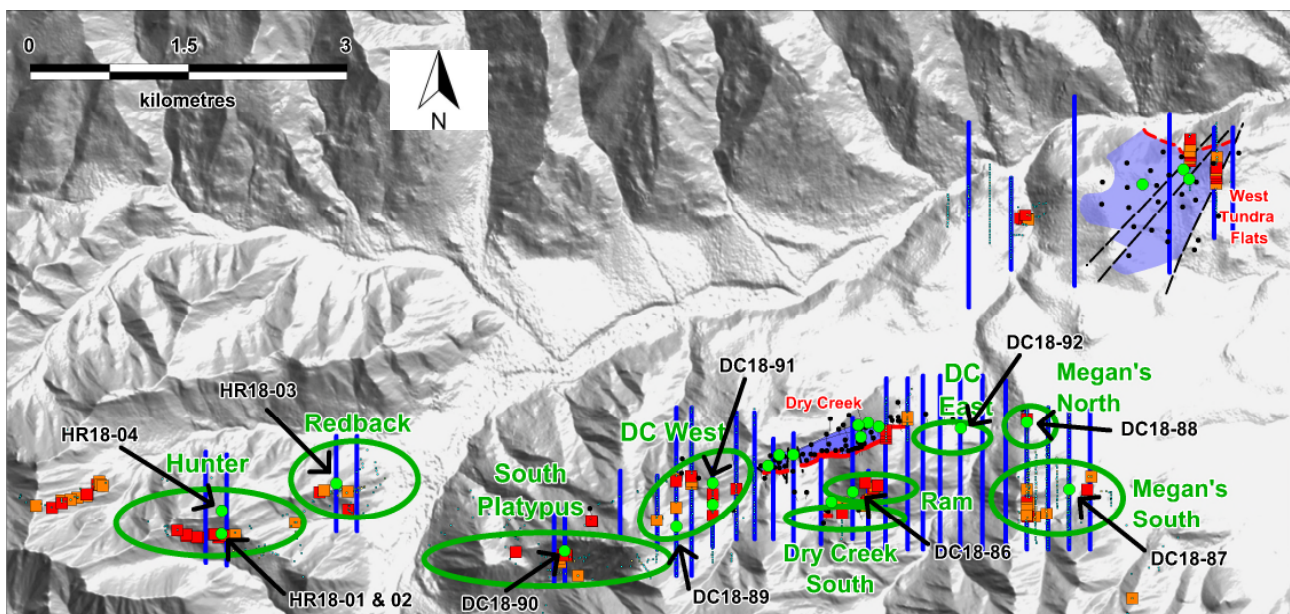 0 1.5 3
kilometres
N
West
Tundra
Flats
DC18-92
DC18-91
DC
East
Megan's
North
HR18-03
Dry Creek
Redback
DC18-88
HR18-04
DC West
Hunter
South
Platypus
Ram
Megan's
South
Dry Creek
South
DC18-86
DC18-87
HR18-01 & 02
DC18-90
DC18-89